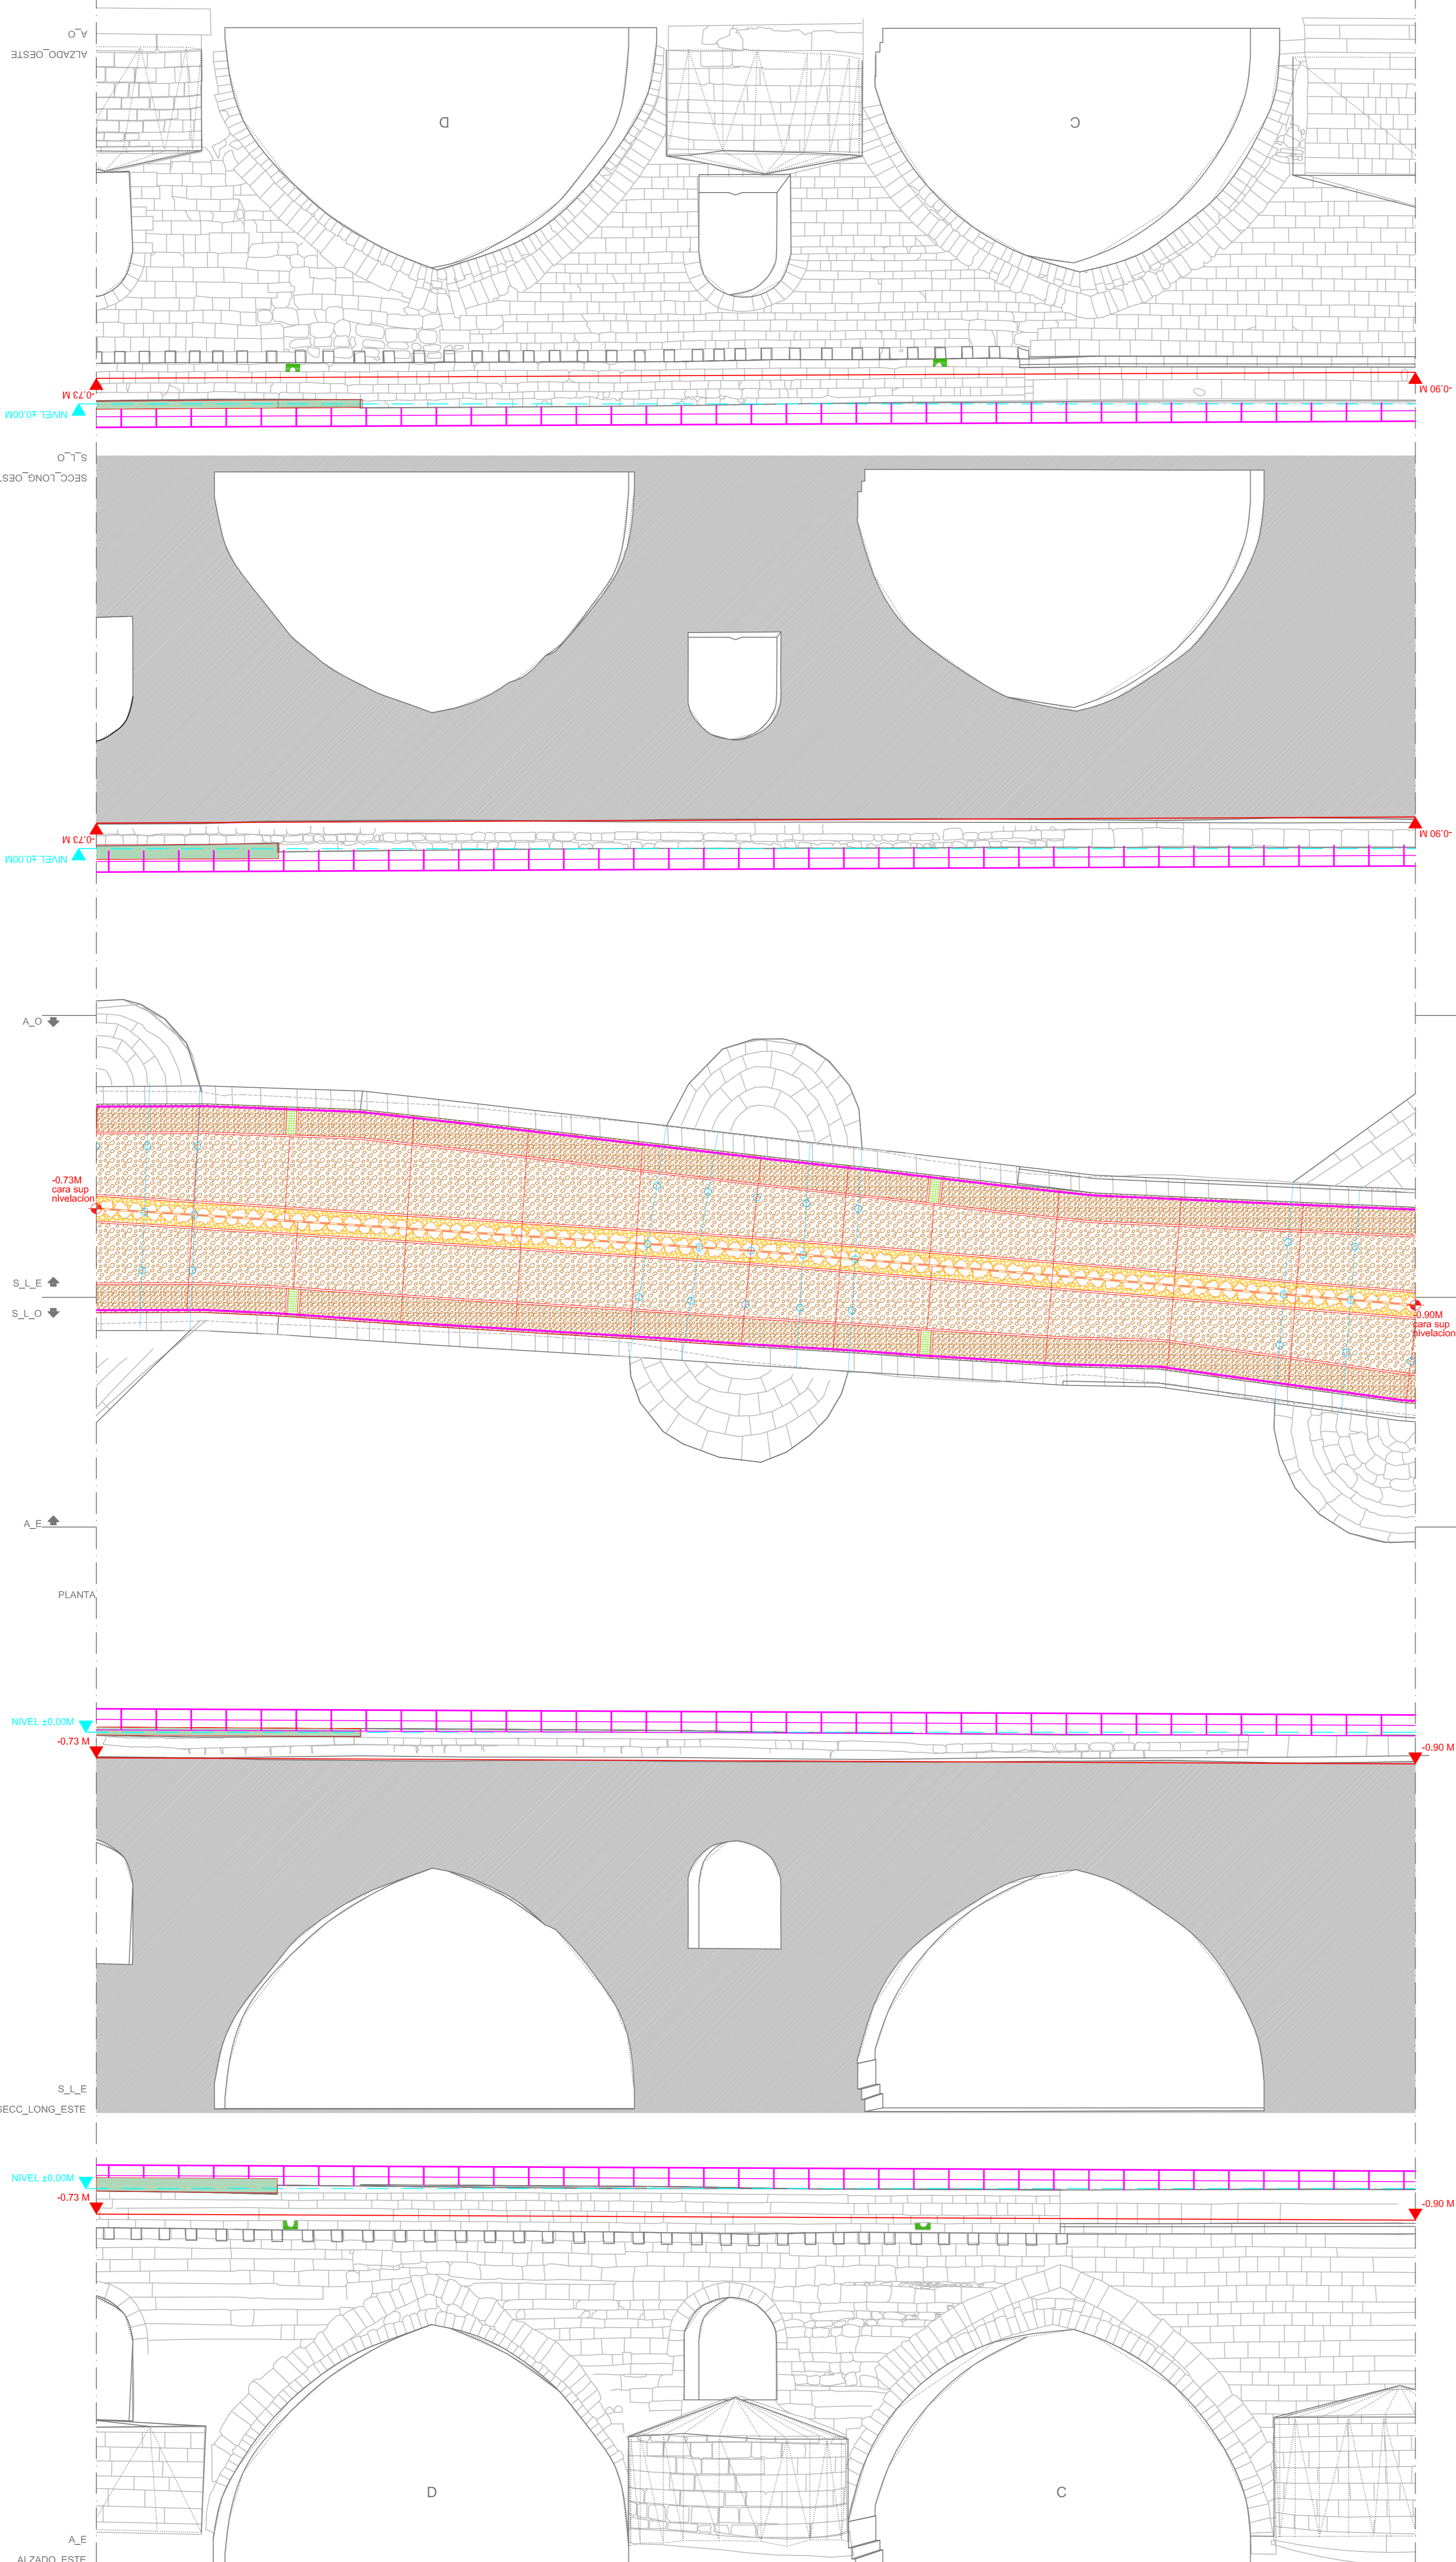 A_O
ALZADO_OESTE
D
C
-0.73 M
-0.90 M
NIVEL ±0.00M
S_L_O
SECC_LONG_OEST
-0.73 M
-0.90 M
NIVEL ±0.00M
A_O
-0.73M
cara sup
nivelacion
S_L_E
S_L_O
-0.90M
cara sup
nivelacion
A_E
PLANTA
NIVEL ±0.00M
-0.73 M
-0.90 M
S_L_E
SECC_LONG_ESTE
NIVEL ±0.00M
-0.73 M
-0.90 M
D
C
A_E
ALZADO_ESTE